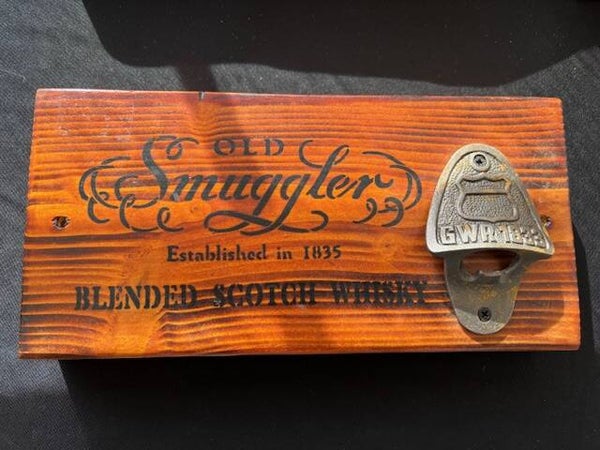 OLD
Smuggler
Established in 1835
BLENDED SCOTCH WHISKY
GWR 1835